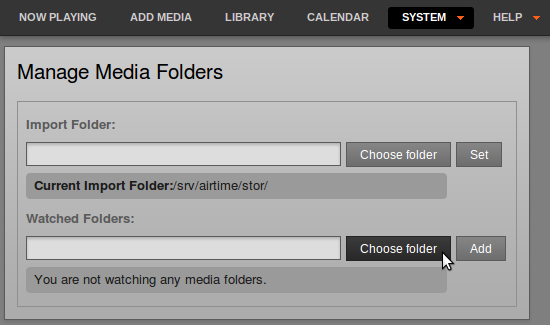 NOW PLAYING ADD MEDIA LIBRARY CALENDAR SYSTEM HELP
Manage Media Folders
Import Folder:
Choose folder Set
Current Import Folder:/srv/airtime/stor/
Watched Folders:
Choose folder Add
You are not watching any media folders.